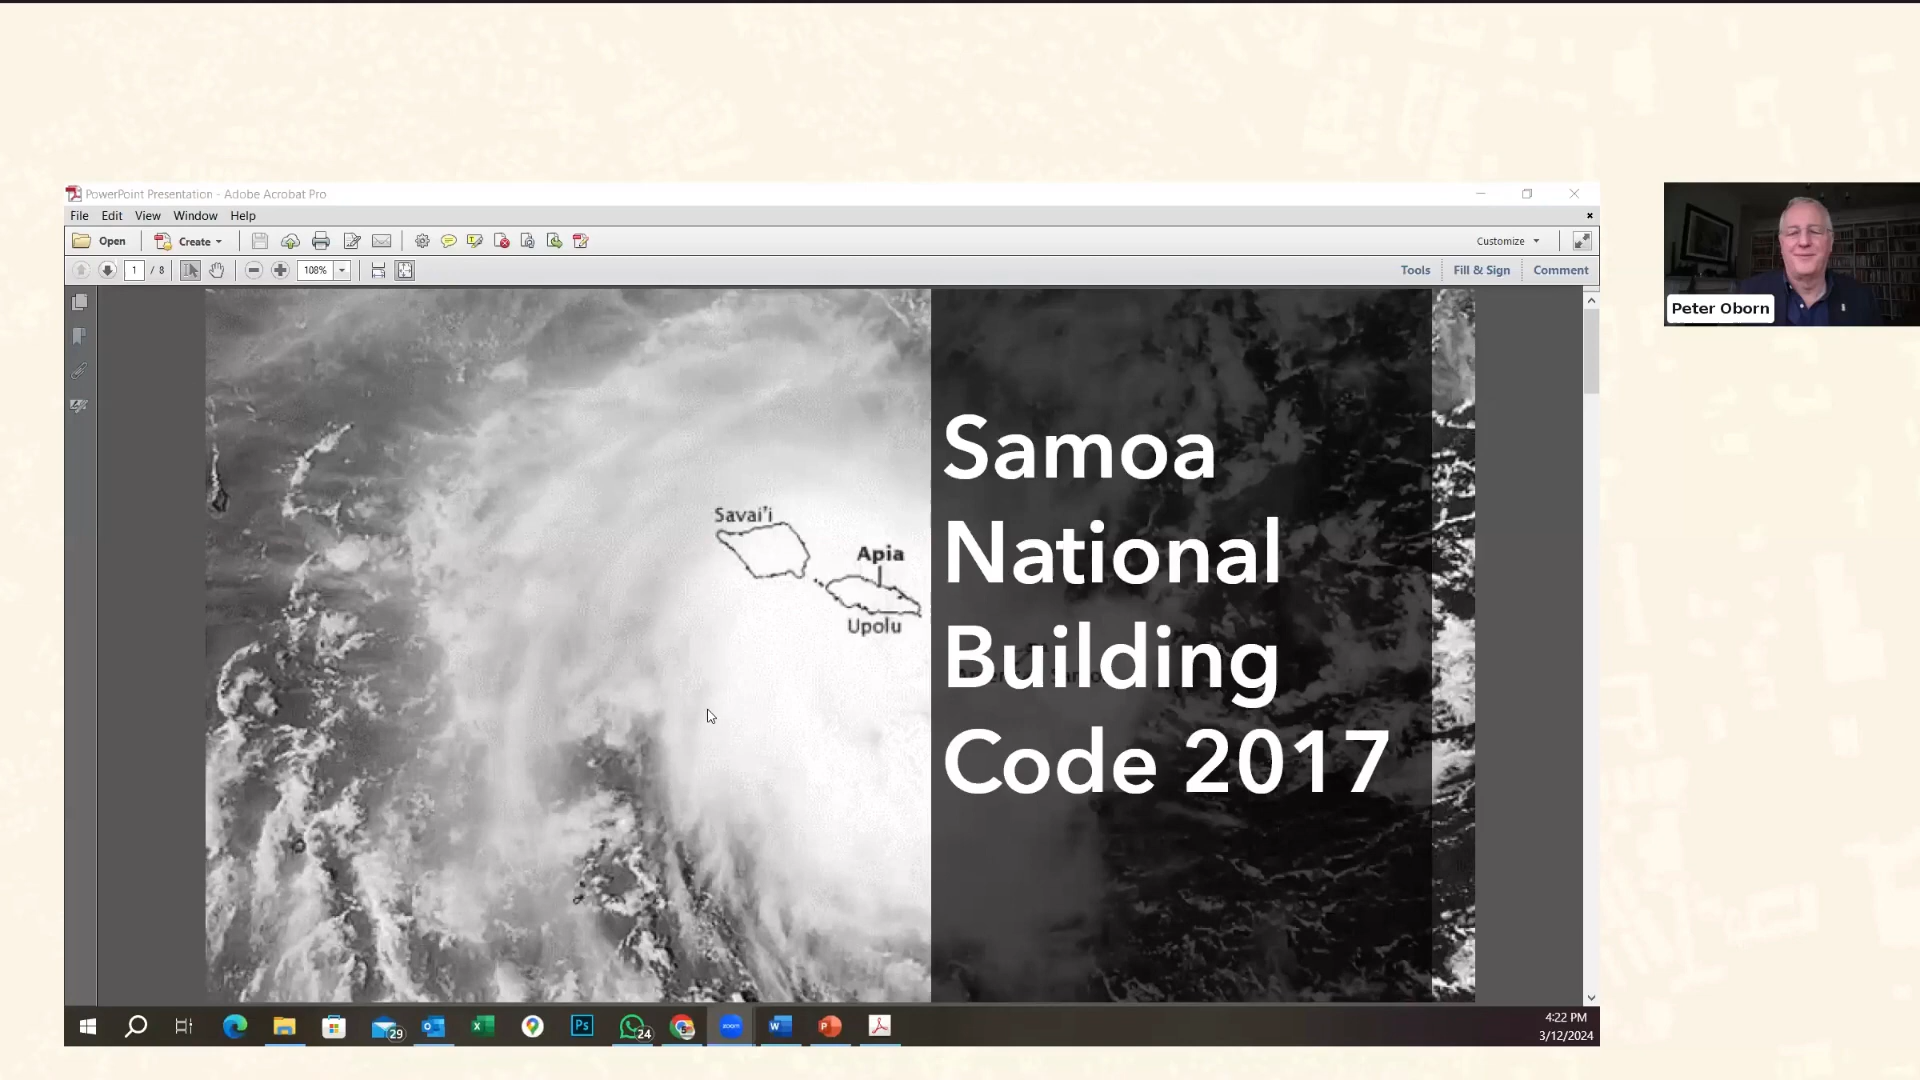 PowerPoint Presentation - Adobe Acrobat Pro
File Edit View Window Help
Open Create Customize
1 / 8 108% Tools Fill & Sign Comment
Peter Oborn
Savai'i
Apia
Upolu
Samoa
National
Building
Code 2017
29 Ps 24 zoom
4:22 PM
3/12/2024